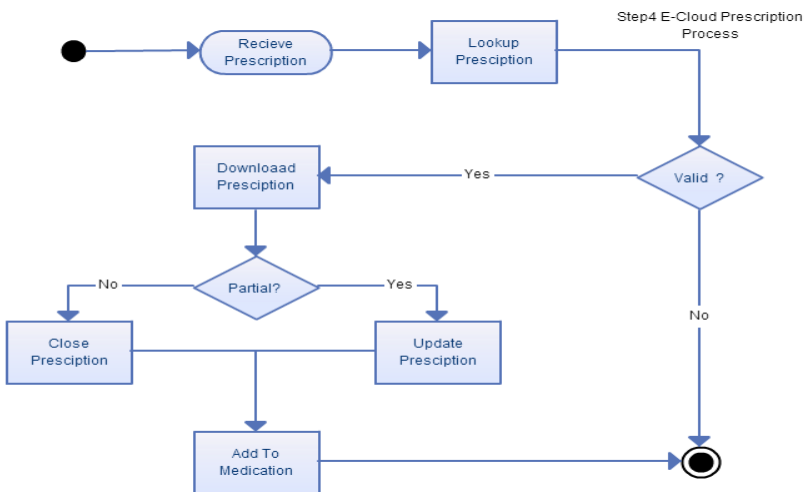 Step4 E-Cloud Prescription
Process
Recieve
Prescription
Lookup
Presciption
Valid ?
Yes
Downloaad
Presciption
Partial?
No
Yes
No
Close
Presciption
Update
Presciption
Add To
Medication